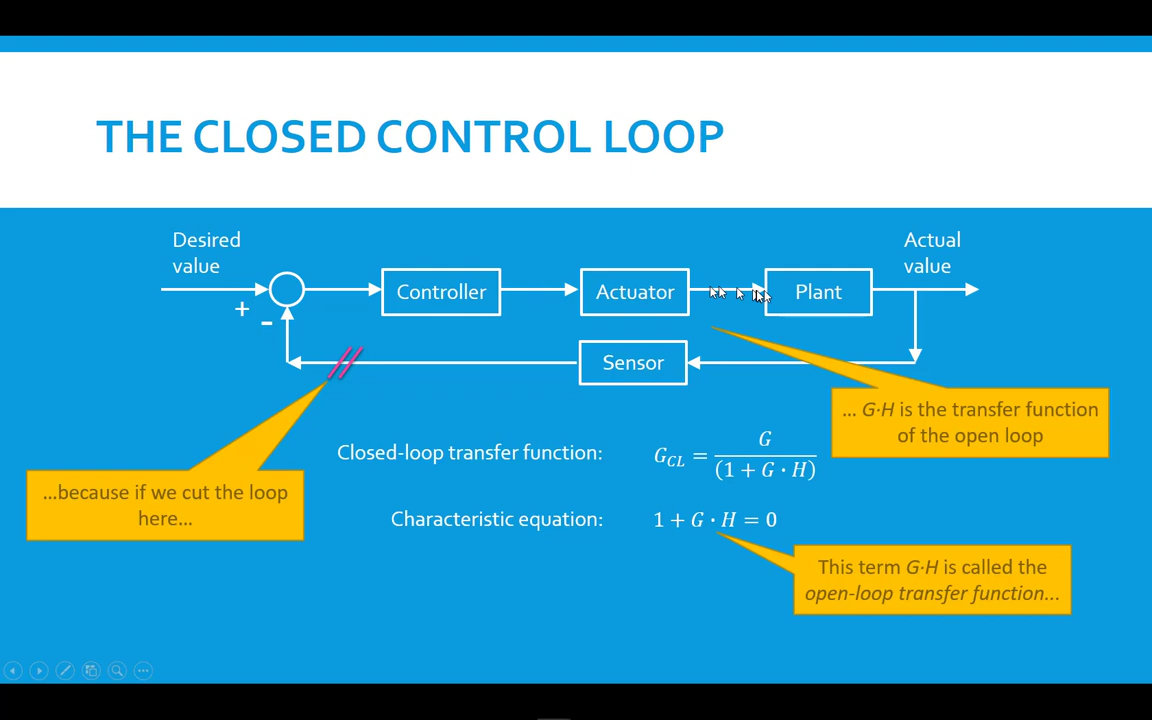 THE CLOSED CONTROL LOOP
Desired
value
Actual
value
+
-
Controller
Actuator
Plant
Sensor
... G·H is the transfer function
of the open loop
Closed-loop transfer function:
G_CL = G / (1 + G · H)
...because if we cut the loop
here...
Characteristic equation:
1 + G · H = 0
This term G·H is called the
open-loop transfer function...